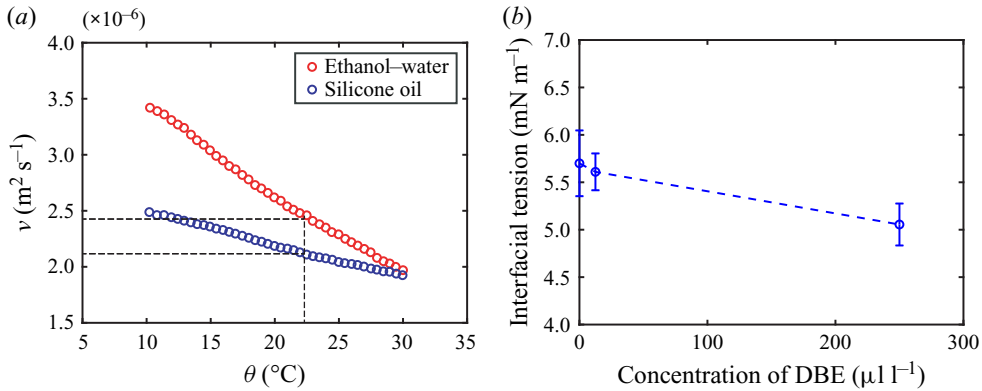 (a)
(×10⁻⁶)
4.0
3.5
3.0
2.5
2.0
1.5
ν (m² s⁻¹)
Ethanol–water
Silicone oil
5 10 15 20 25 30 35
θ (°C)
(b)
7.0
6.5
6.0
5.5
5.0
4.5
4.0
Interfacial tension (mN m⁻¹)
0 100 200 300
Concentration of DBE (μl l⁻¹)